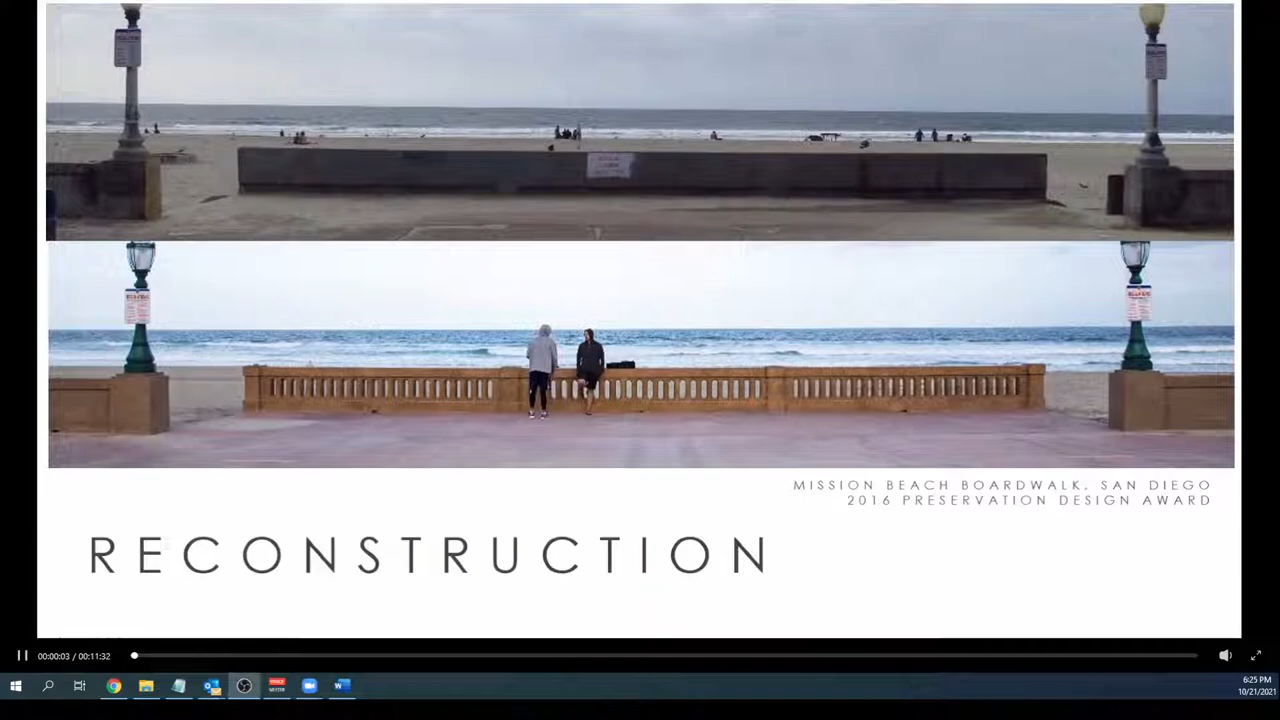 MISSION BEACH BOARDWALK, SAN DIEGO
2016 PRESERVATION DESIGN AWARD
RECONSTRUCTION
00:00:03 / 00:11:32
6:25 PM
10/21/2021